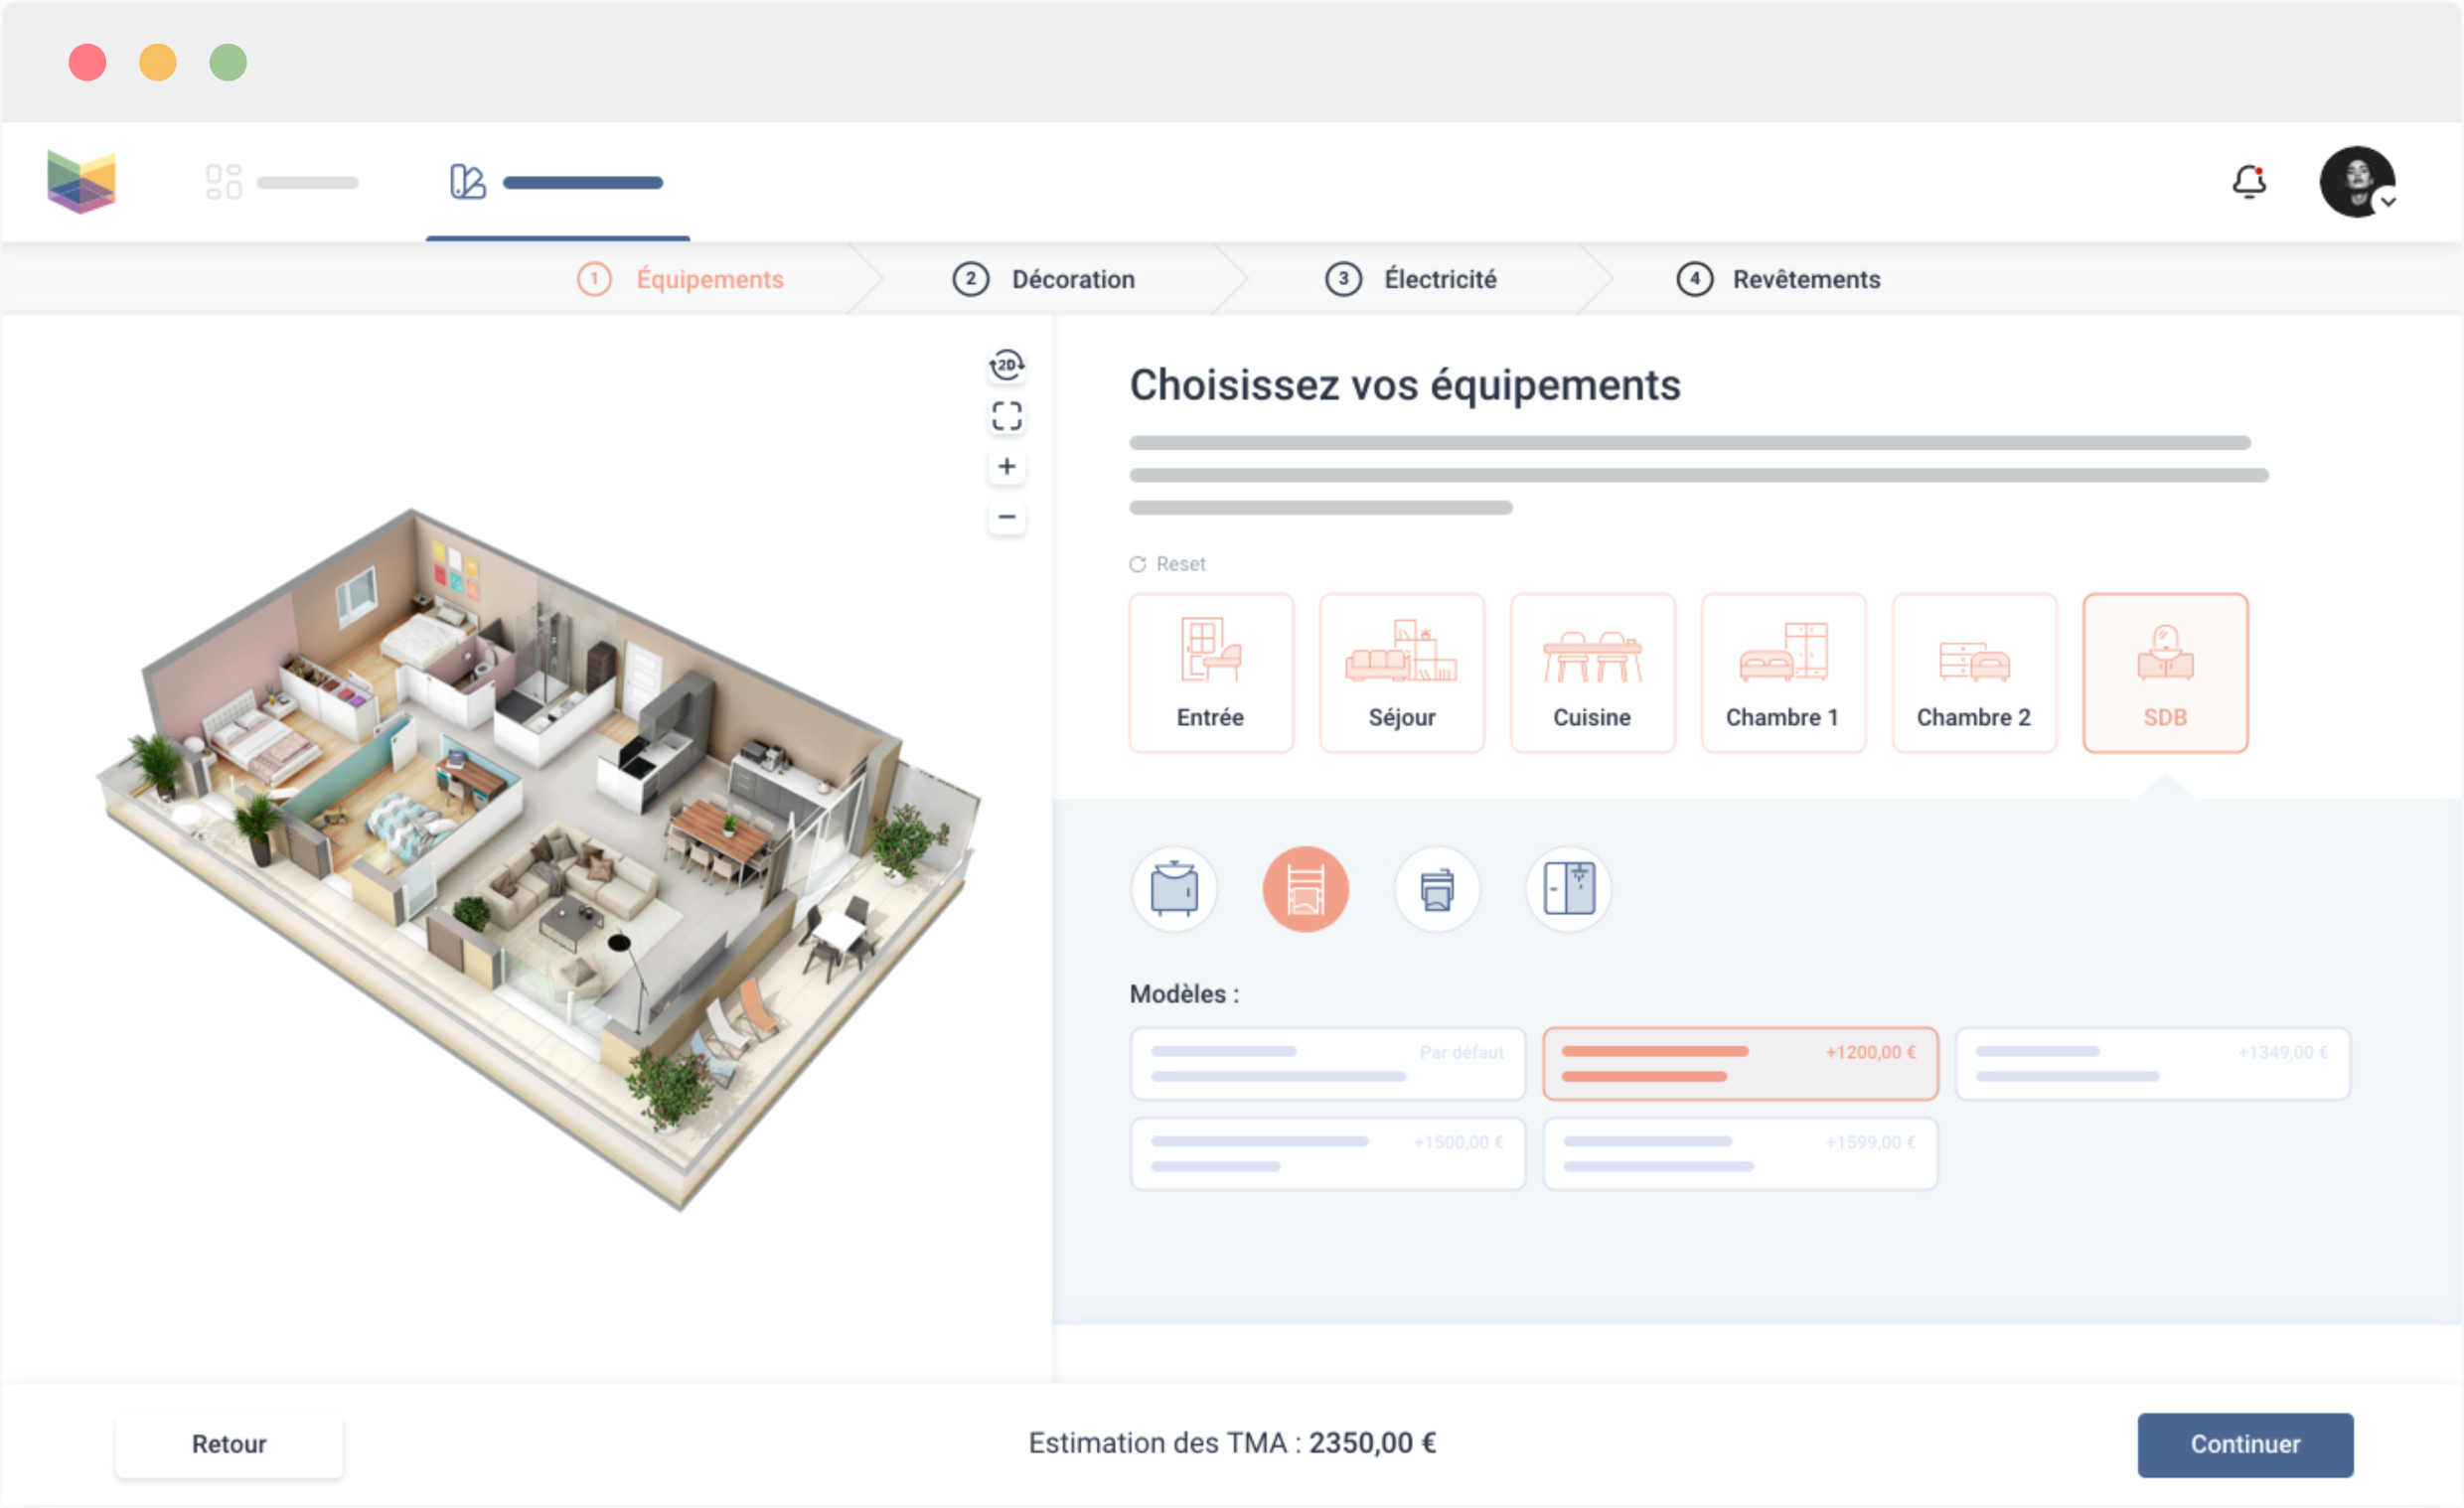 1 Équipements
2 Décoration
3 Électricité
4 Revêtements
2D
Choisissez vos équipements
Reset
Entrée
Séjour
Cuisine
Chambre 1
Chambre 2
SDB
Modèles :
Par défaut
+1200,00 €
+1349,00 €
+1500,00 €
+1599,00 €
Retour
Estimation des TMA : 2350,00 €
Continuer